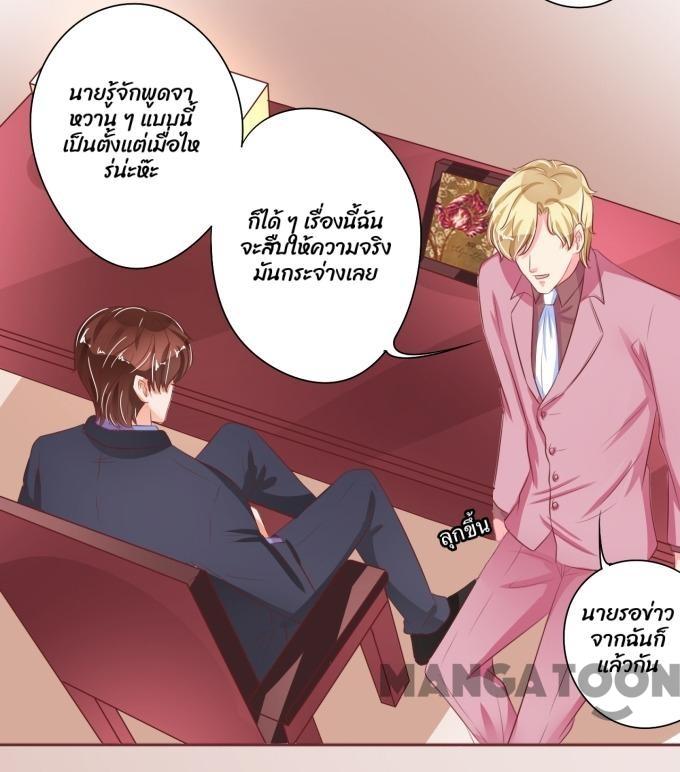 นายรู้จักพูดจา
หวาน ๆ แบบนี้
เป็นตั้งแต่เมื่อไห
ร่น่ะห๊ะ
ก็ได้ ๆ เรื่องนี้ฉัน
จะสืบให้ความจริง
มันกระจ่างเลย
ลุกขึ้น
นายรอข่าว
จากฉันก็
แล้วกัน
MANGATOON